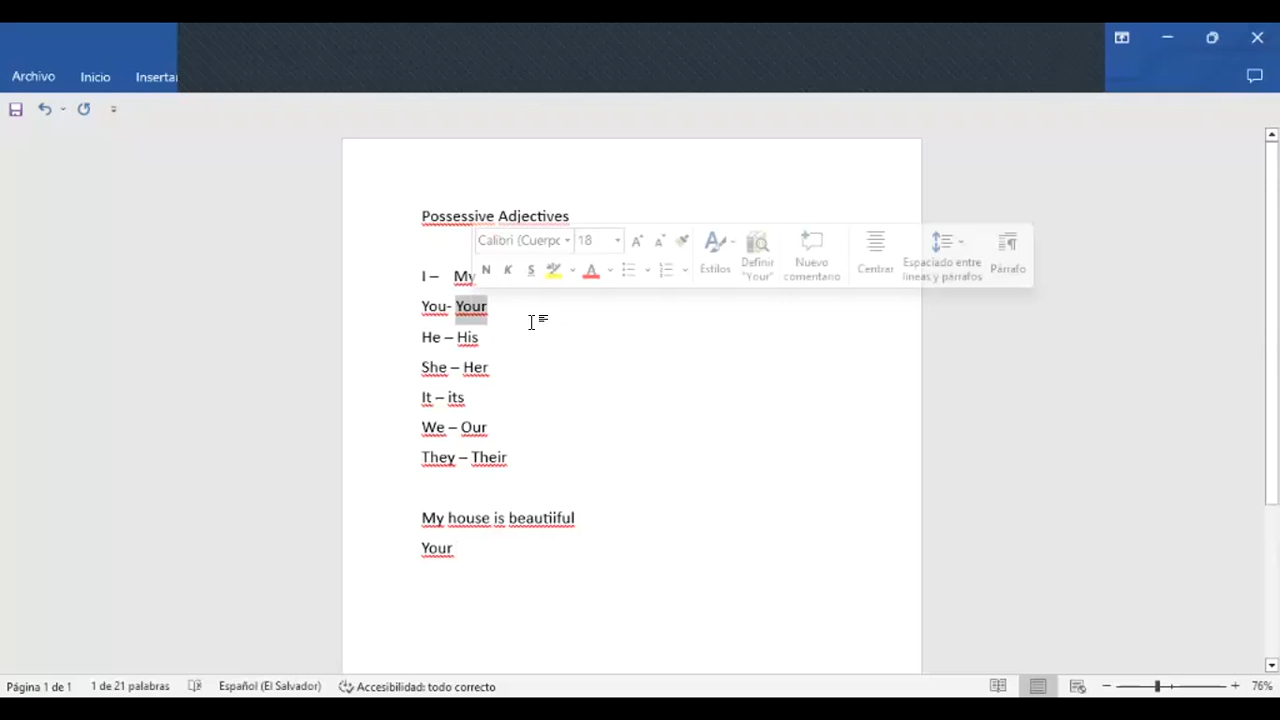 Archivo Inicio Insertar
Possessive Adjectives
Calibri (Cuerpo 18
N K S Estilos Definir "Your" Nuevo comentario Centrar Espaciado entre líneas y párrafos Párrafo
I – My
You- Your
He – His
She – Her
It – its
We – Our
They – Their
My house is beautiiful
Your
Página 1 de 1 1 de 21 palabras Español (El Salvador) Accesibilidad: todo correcto 76%